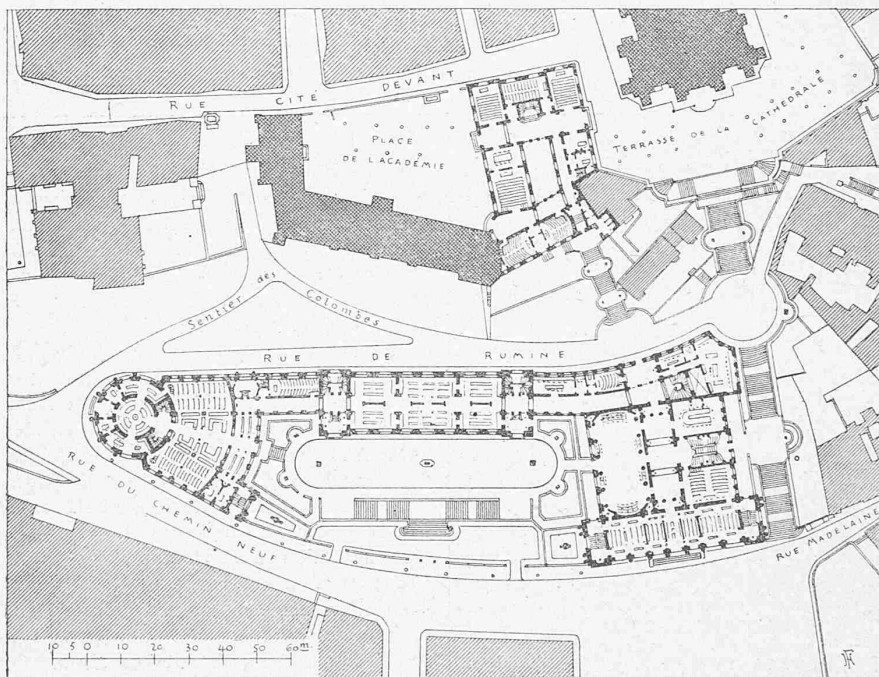 RUE CITÉ DEVANT
PLACE
DE L'ACADÉMIE
TERRASSE DE LA CATHÉDRALE
Sentier des Colombes
RUE DE RUMINE
RUE DU CHEMIN NEUF
RUE MADELAINE
10 5 0 10 20 30 40 50 60m